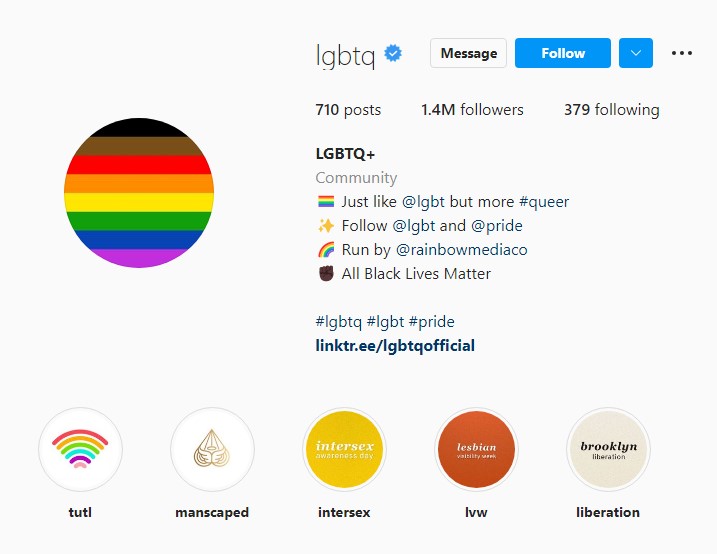 lgbtq Message Follow
710 posts 1.4M followers 379 following
LGBTQ+
Community
Just like @lgbt but more #queer
Follow @lgbt and @pride
Run by @rainbowmediaco
All Black Lives Matter
#lgbtq #lgbt #pride
linktr.ee/lgbtqofficial
intersex
awareness day
lesbian
visibility week
brooklyn
liberation
tutl manscaped intersex lvw liberation